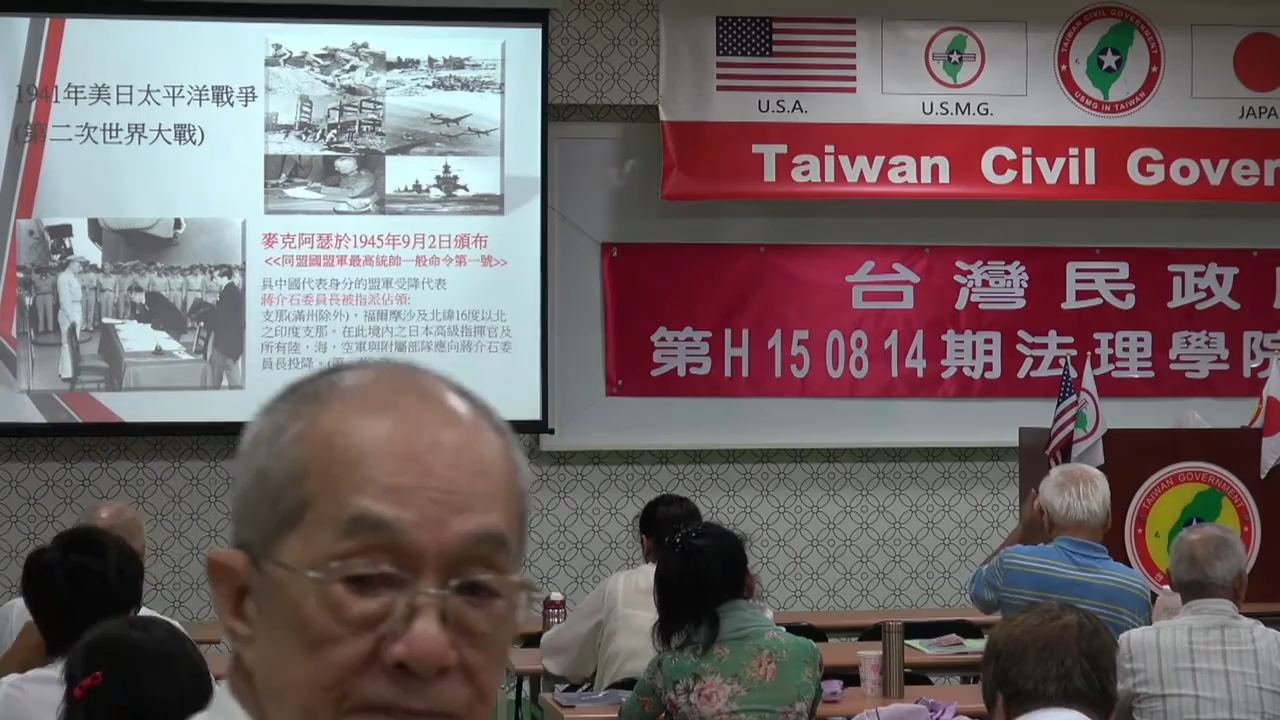 1941年美日太平洋戰爭
(第二次世界大戰)
麥克阿瑟於1945年9月2日頒布
<<同盟國盟軍最高統帥一般命令第一號>>
具中國代表身分的盟軍受降代表
蔣介石委員長被指派佔領:
支那(滿州除外)，福爾摩沙及北緯16度以北
之印度支那。在此境內之日本高級指揮官及
所有陸，海，空軍與附屬部隊應向蔣介石委
員長投降。
U.S.A.
U.S.M.G.
TAIWAN CIVIL GOVERNMENT
USMG IN TAIWAN
JAPA
Taiwan Civil Gover
台灣民政
第H 15 08 14 期法理學院
TAIWAN GOVERNMENT